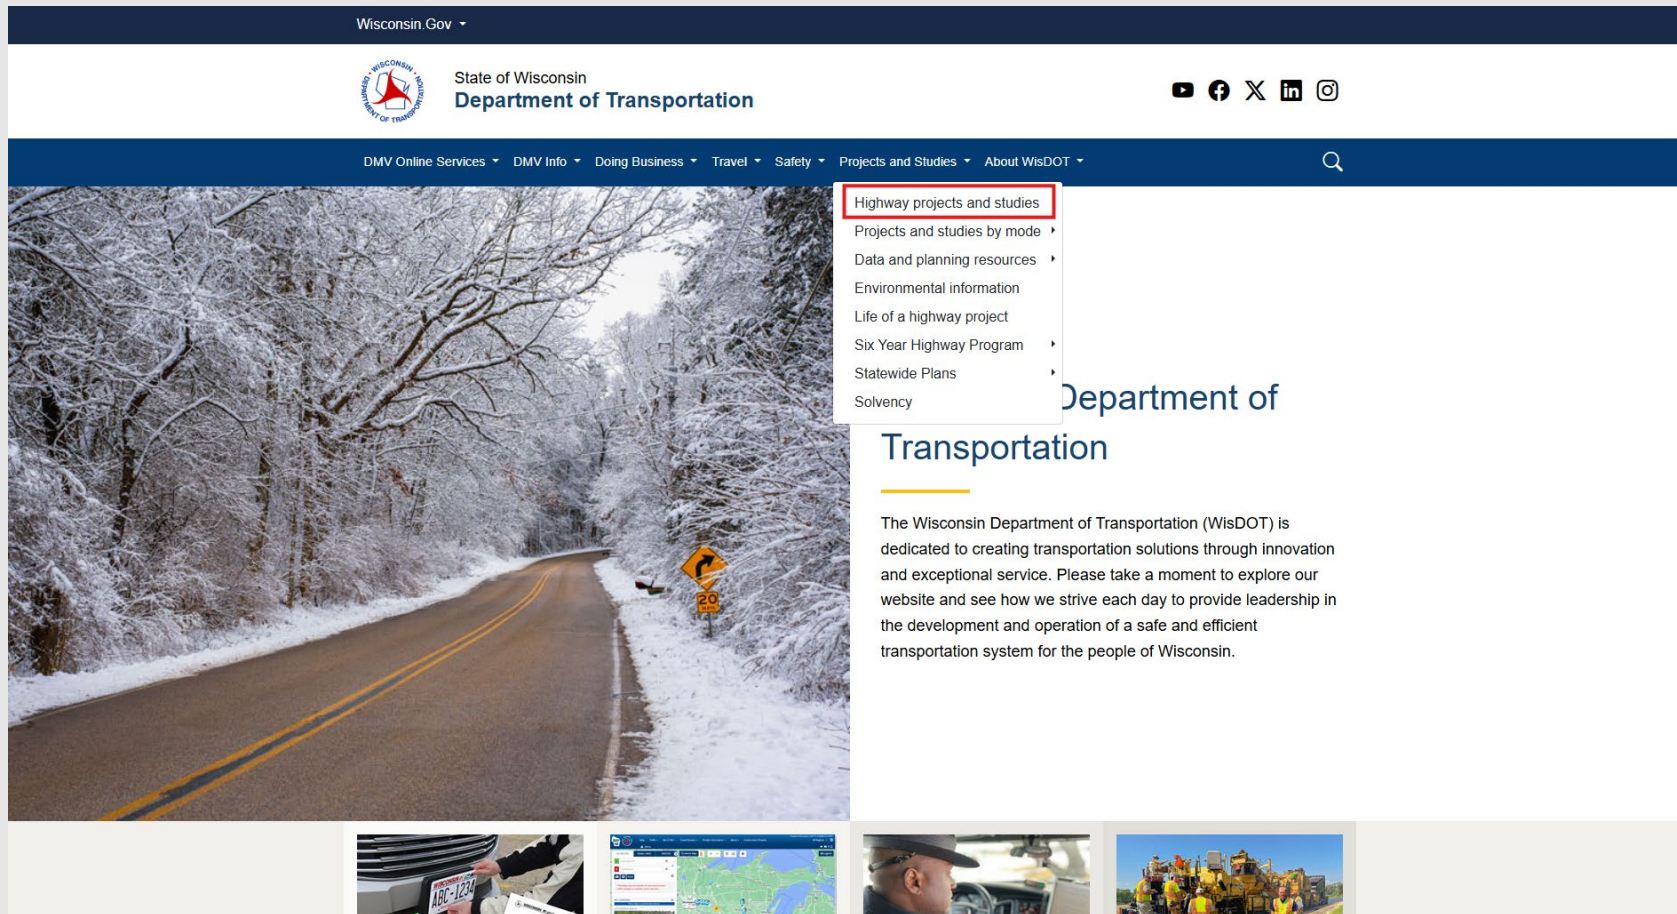 Wisconsin.Gov
WISCONSIN
DEPARTMENT OF TRANSPORTATION
State of Wisconsin
Department of Transportation
DMV Online Services
DMV Info
Doing Business
Travel
Safety
Projects and Studies
About WisDOT
Highway projects and studies
Projects and studies by mode
Data and planning resources
Environmental information
Life of a highway project
Six Year Highway Program
Statewide Plans
Solvency
Department of
Transportation
The Wisconsin Department of Transportation (WisDOT) is
dedicated to creating transportation solutions through innovation
and exceptional service. Please take a moment to explore our
website and see how we strive each day to provide leadership in
the development and operation of a safe and efficient
transportation system for the people of Wisconsin.
20
WISCONSIN
ABC-1234